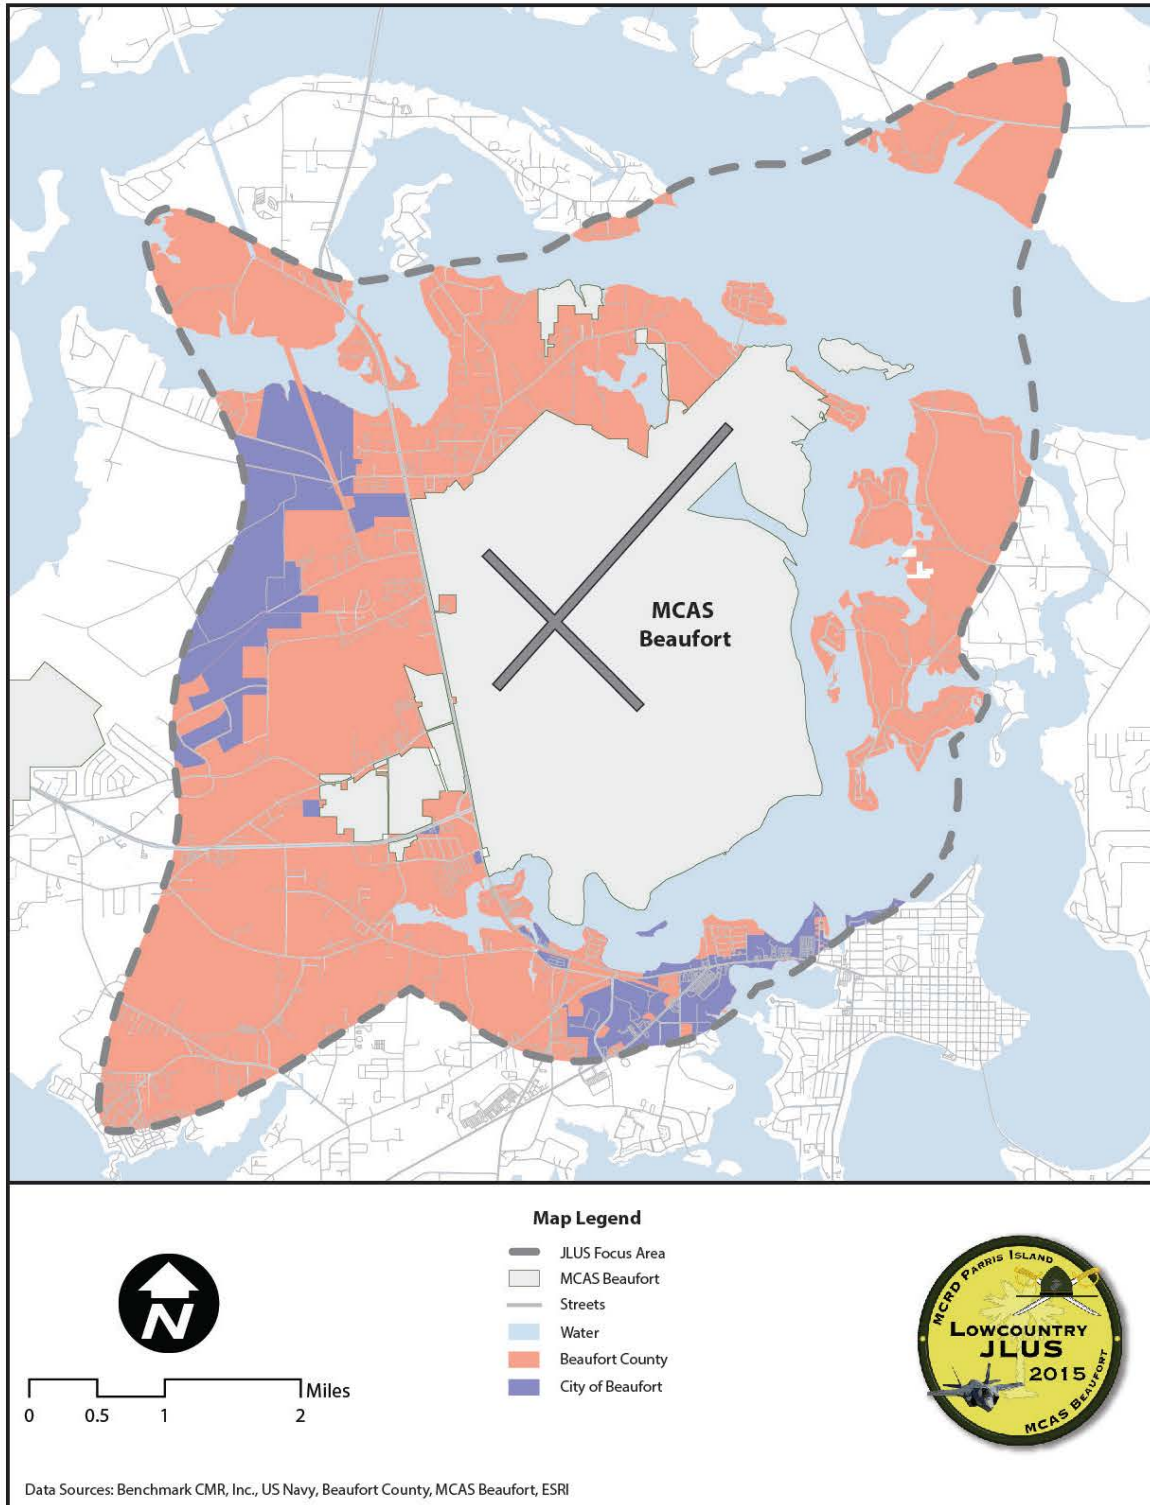 MCAS
Beaufort
Map Legend
JLUS Focus Area
MCAS Beaufort
Streets
Water
Beaufort County
City of Beaufort
N
Miles
0 0.5 1 2
MCRD PARRIS ISLAND
LOWCOUNTRY
JLUS
2015
MCAS BEAUFORT
Data Sources: Benchmark CMR, Inc., US Navy, Beaufort County, MCAS Beaufort, ESRI